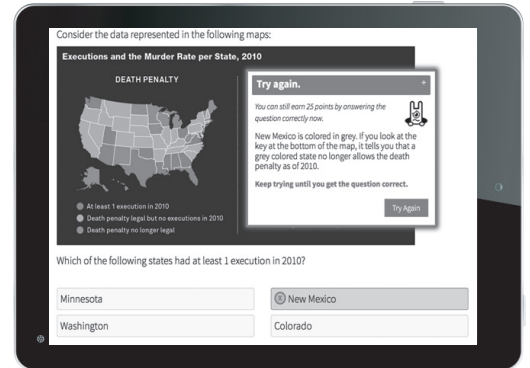 Consider the data represented in the following maps:
Executions and the Murder Rate per State, 2010
DEATH PENALTY
At least 1 execution in 2010
Death penalty legal but no executions in 2010
Death penalty no longer legal
Try again.
You can still earn 25 points by answering the
question correctly now.
New Mexico is colored in grey. If you look at the
key at the bottom of the map, it tells you that a
grey colored state no longer allows the death
penalty as of 2010.
Keep trying until you get the question correct.
Try Again
Which of the following states had at least 1 execution in 2010?
Minnesota
New Mexico
Washington
Colorado